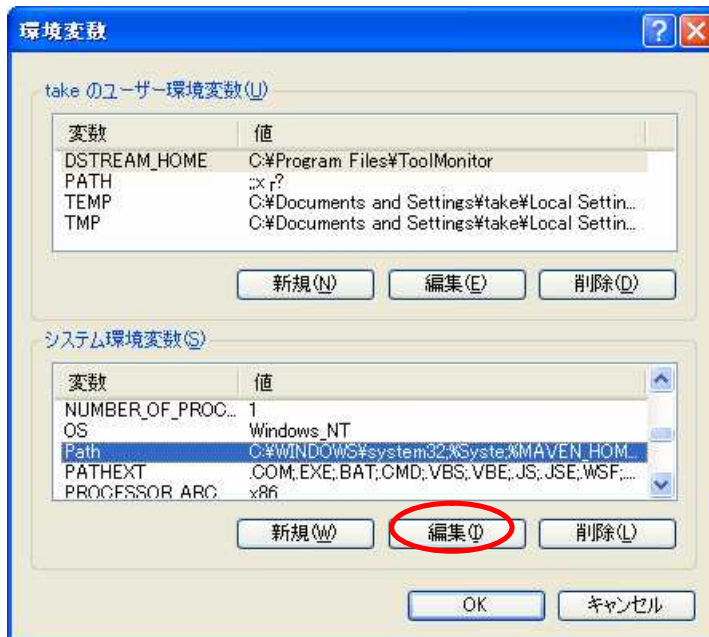 環境変数
take のユーザー環境変数(U)
変数 値
DSTREAM_HOME C:¥Program Files¥ToolMonitor
PATH
TEMP C:¥Documents and Settings¥take¥Local Settin...
TMP C:¥Documents and Settings¥take¥Local Settin...
新規(N) 編集(E) 削除(D)
システム環境変数(S)
変数 値
NUMBER_OF_PROC... 1
OS Windows_NT
Path C:¥WINDOWS¥system32;%Syste;%MAVEN_HOM...
PATHEXT .COM;.EXE;.BAT;.CMD;.VBS;.VBE;.JS;.JSE;.WSF;....
PROCESSOR_ARC x86
新規(W) 編集(I) 削除(L)
OK キャンセル